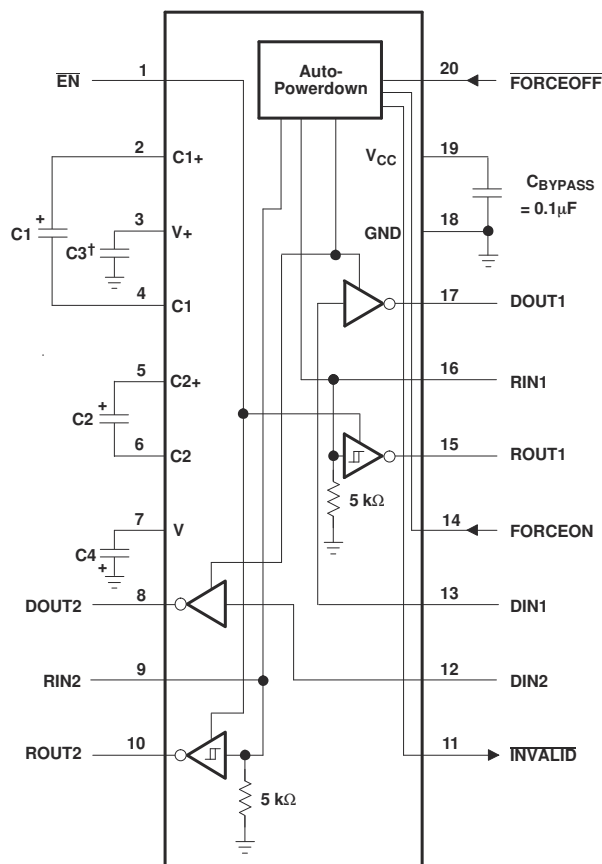 Auto-
Powerdown
EN
1
20
FORCEOFF
2
C1+
VCC
19
CBYPASS
= 0.1μF
C1
+
3
V+
C3†
GND
18
4
C1
17
DOUT1
5
C2+
16
RIN1
C2
+
6
C2
15
ROUT1
5 kΩ
7
V
14
FORCEON
C4
+
DOUT2
8
13
DIN1
RIN2
9
12
DIN2
ROUT2
10
11
INVALID
5 kΩ